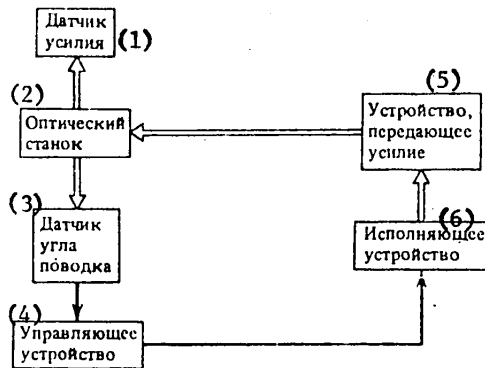 Датчик
усилия
(1)
(2)
Оптический
станок
(3)
Датчик
угла
поводка
(4)
Управляющее
устройство
(5)
Устройство,
передающее
усилие
(6)
Исполняющее
устройство